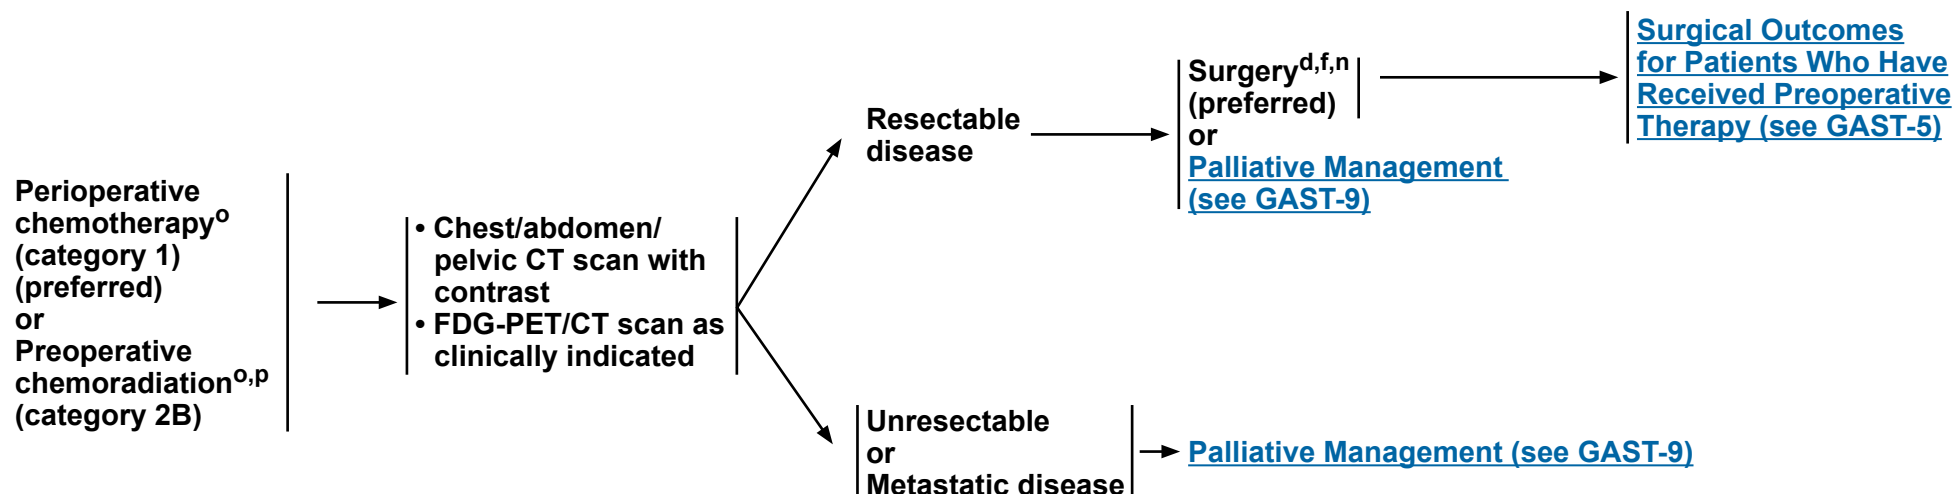 Perioperative
chemotherapyᵒ
(category 1)
(preferred)
or
Preoperative
chemoradiationᵒ,ᵖ
(category 2B)
• Chest/abdomen/
pelvic CT scan with
contrast
• FDG-PET/CT scan as
clinically indicated
Resectable
disease
Surgeryᵈ,ᶠ,ⁿ
(preferred)
or
Palliative Management
(see GAST-9)
Surgical Outcomes
for Patients Who Have
Received Preoperative
Therapy (see GAST-5)
Unresectable
or
Metastatic disease
Palliative Management (see GAST-9)